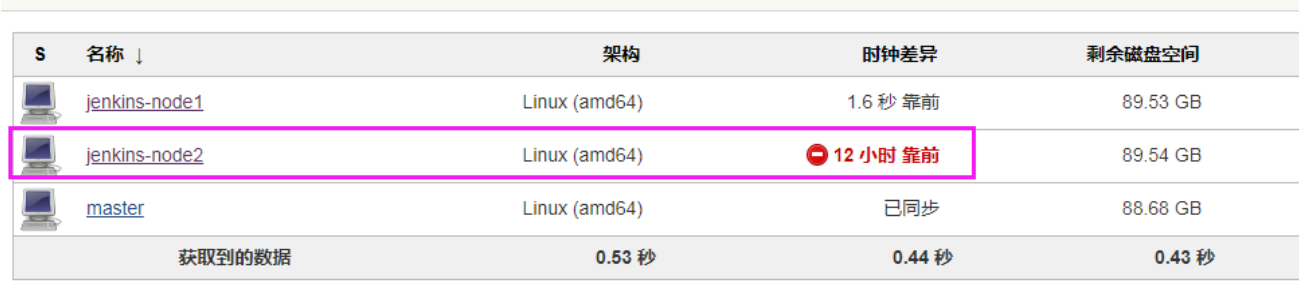 S 名称 ↓ 架构 时钟差异 剩余磁盘空间
jenkins-node1 Linux (amd64) 1.6 秒 靠前 89.53 GB
jenkins-node2 Linux (amd64) 12 小时 靠前 89.54 GB
master Linux (amd64) 已同步 88.68 GB
获取到的数据 0.53 秒 0.44 秒 0.43 秒